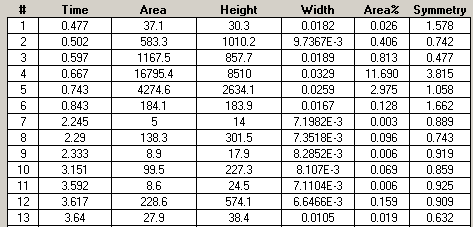 # Time Area Height Width Area% Symmetry
1 0.477 37.1 30.3 0.0182 0.026 1.578
2 0.502 583.3 1010.2 9.7367E-3 0.406 0.742
3 0.597 1167.5 857.7 0.0189 0.813 0.477
4 0.667 16795.4 8510 0.0329 11.690 3.815
5 0.743 4274.6 2634.1 0.0259 2.975 1.058
6 0.843 184.1 183.9 0.0167 0.128 1.662
7 2.245 5 14 7.1982E-3 0.003 0.889
8 2.29 138.3 301.5 7.3518E-3 0.096 0.743
9 2.333 8.9 17.9 8.2852E-3 0.006 0.919
10 3.151 99.5 227.3 8.107E-3 0.069 0.859
11 3.592 8.6 24.5 7.1104E-3 0.006 0.925
12 3.617 228.6 574.1 6.6466E-3 0.159 0.909
13 3.64 27.9 38.4 0.0105 0.019 0.632